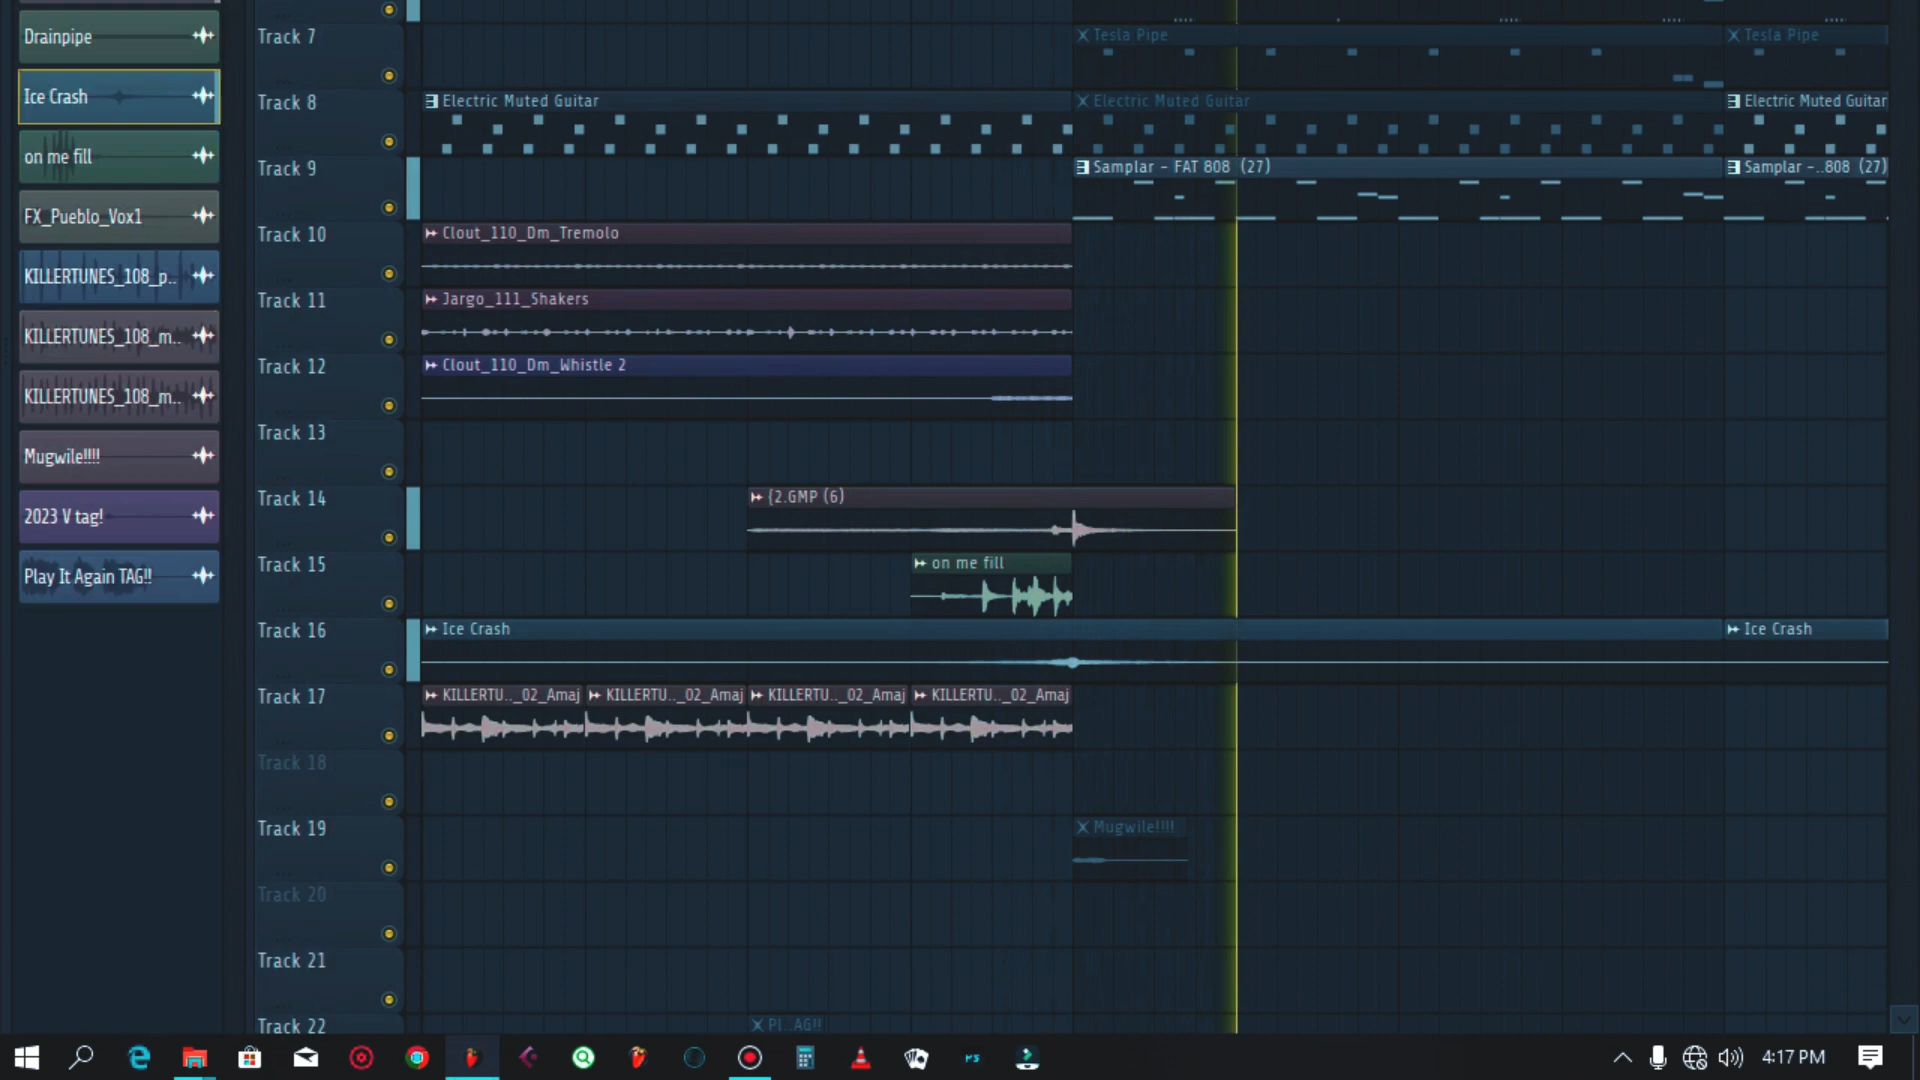 Drainpipe
Ice Crash
on me fill
FX_Pueblo_Vox1
KILLERTUNES_108_p..
KILLERTUNES_108_m..
KILLERTUNES_108_m..
Mugwile!!!!
2023 V tag!
Play It Again TAG!!
Track 7
Tesla Pipe
Tesla Pipe
Track 8
Electric Muted Guitar
Electric Muted Guitar
Electric Muted Guitar
Track 9
Samplar - FAT 808 (27)
Samplar -..808 (27)
Track 10
Clout_110_Dm_Tremolo
Track 11
Jargo_111_Shakers
Track 12
Clout_110_Dm_Whistle 2
Track 13
Track 14
(2.GMP (6)
Track 15
on me fill
Track 16
Ice Crash
Ice Crash
Track 17
KILLERTU.._02_Amaj
KILLERTU.._02_Amaj
KILLERTU.._02_Amaj
KILLERTU.._02_Amaj
Track 18
Track 19
Mugwile!!!!
Track 20
Track 21
Track 22
Pl..AG!!
4:17 PM